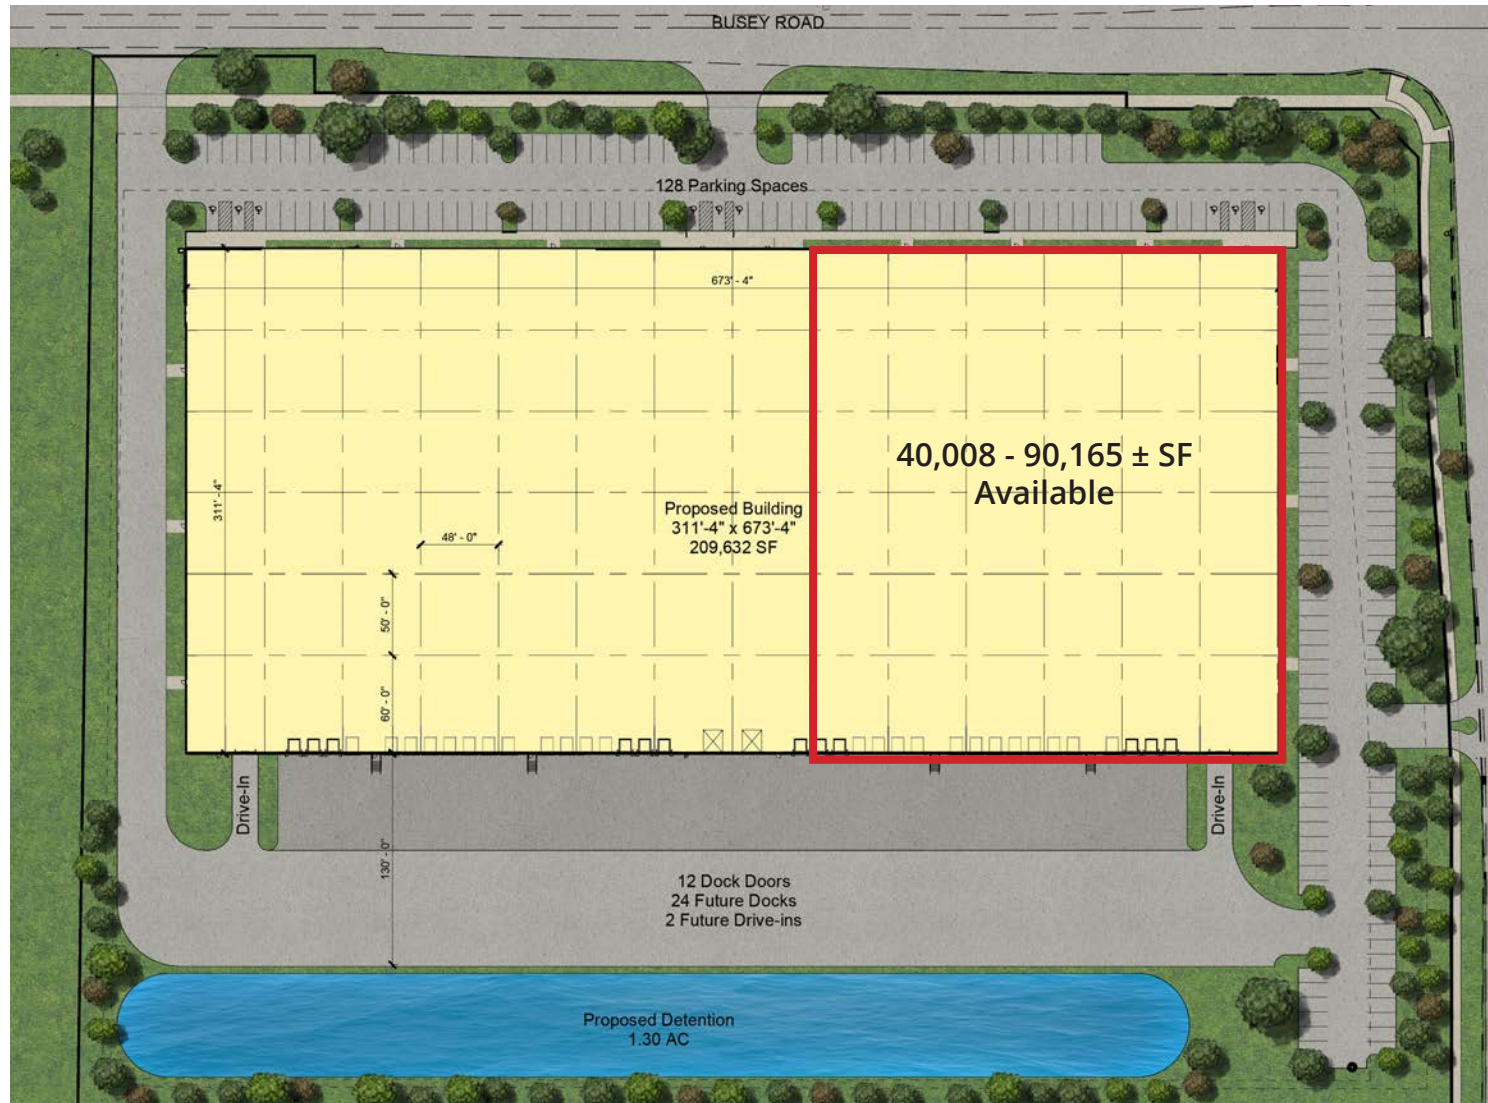 BUSEY ROAD
128 Parking Spaces
673' - 4"
40,008 - 90,165 ± SF
Available
311' - 4"
Proposed Building
311'-4" x 673'-4"
209,632 SF
48' - 0"
50' - 0"
60' - 0"
Drive-In
Drive-In
130' - 0"
12 Dock Doors
24 Future Docks
2 Future Drive-ins
Proposed Detention
1.30 AC